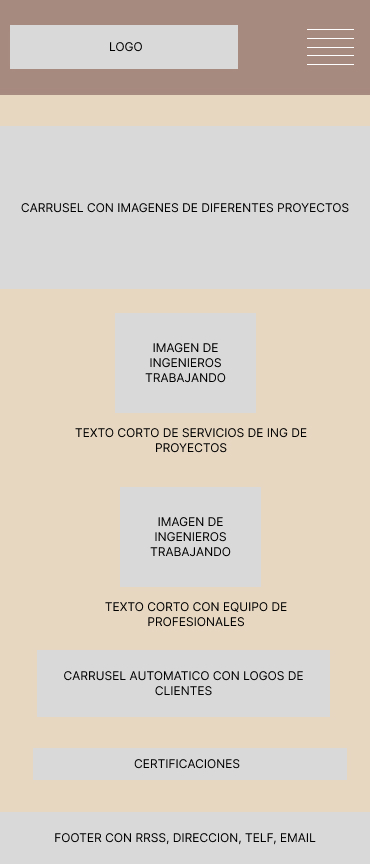 LOGO
CARRUSEL CON IMAGENES DE DIFERENTES PROYECTOS
IMAGEN DE
INGENIEROS
TRABAJANDO
TEXTO CORTO DE SERVICIOS DE ING DE
PROYECTOS
IMAGEN DE
INGENIEROS
TRABAJANDO
TEXTO CORTO CON EQUIPO DE
PROFESIONALES
CARRUSEL AUTOMATICO CON LOGOS DE
CLIENTES
CERTIFICACIONES
FOOTER CON RRSS, DIRECCION, TELF, EMAIL